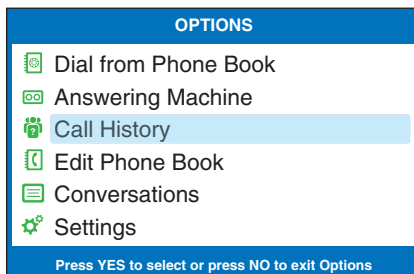 OPTIONS
Dial from Phone Book
Answering Machine
Call History
Edit Phone Book
Conversations
Settings
Press YES to select or press NO to exit Options